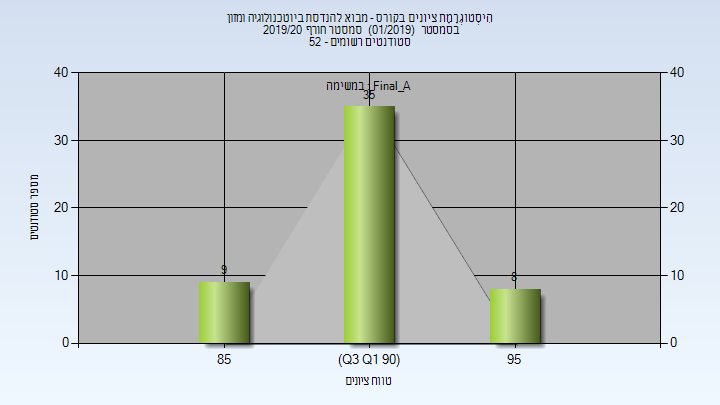 הִיסְטוֹגְרָמַת ציונים בקורס - מבוא להנדסת ביוטכנולוגיה ומזון
בסמסטר (01/2019) סמסטר חורף 2019/20
סטודנטים רשומים - 52
במשימה : Final_A
40
40
35
30
30
20
20
10
10
9
8
0
0
85
(Q3 Q1 90)
95
מספר סטודנטים
טווח ציונים